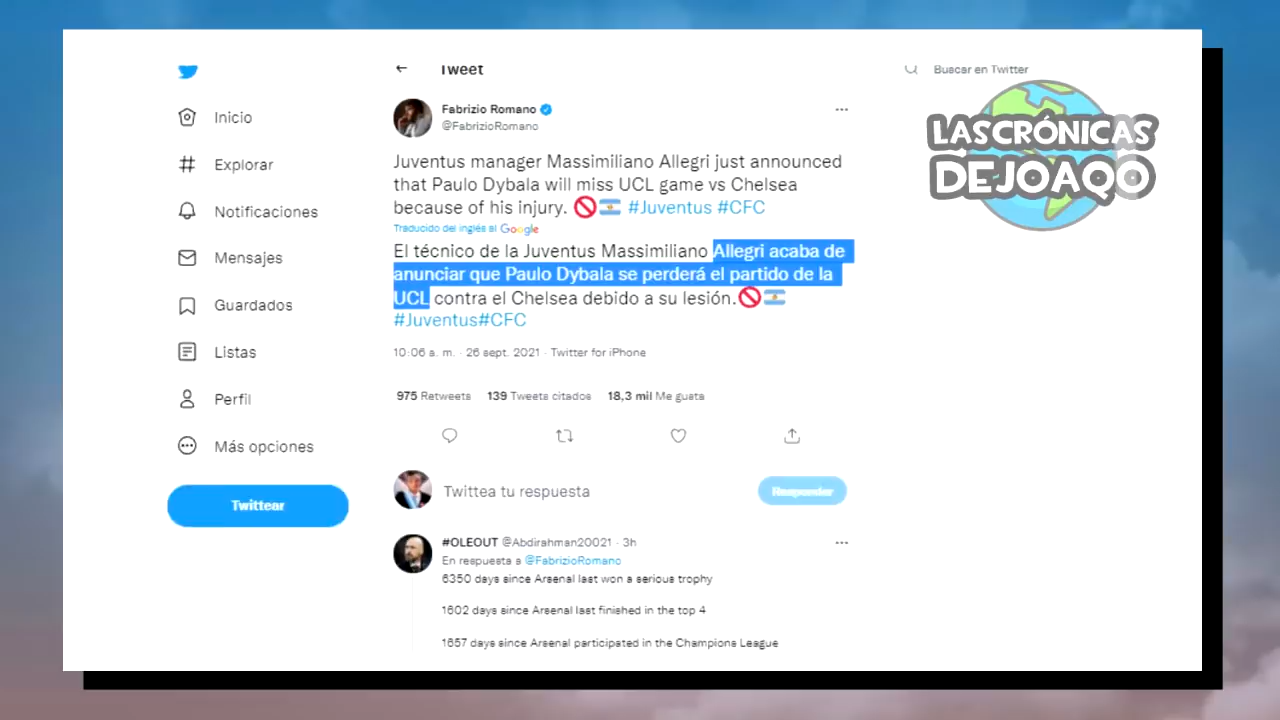 Tweet
Buscar en Twitter
Inicio
Explorar
Notificaciones
Mensajes
Guardados
Listas
Perfil
Más opciones
Twittear
Fabrizio Romano
@FabrizioRomano
Juventus manager Massimiliano Allegri just announced
that Paulo Dybala will miss UCL game vs Chelsea
because of his injury. 🚫🇦🇷 #Juventus #CFC
Traducido del inglés al Google
El técnico de la Juventus Massimiliano Allegri acaba de
anunciar que Paulo Dybala se perderá el partido de la
UCL contra el Chelsea debido a su lesión.🚫🇦🇷
#Juventus#CFC
10:06 a. m. · 26 sept. 2021 · Twitter for iPhone
975 Retweets 139 Tweets citados 18,3 mil Me gusta
Twittea tu respuesta
Responder
#OLEOUT @Abdirahman20021 · 3h
En respuesta a @FabrizioRomano
6350 days since Arsenal last won a serious trophy
1602 days since Arsenal last finished in the top 4
1657 days since Arsenal participated in the Champions League
LASCRÓNICAS
DEJOAQO